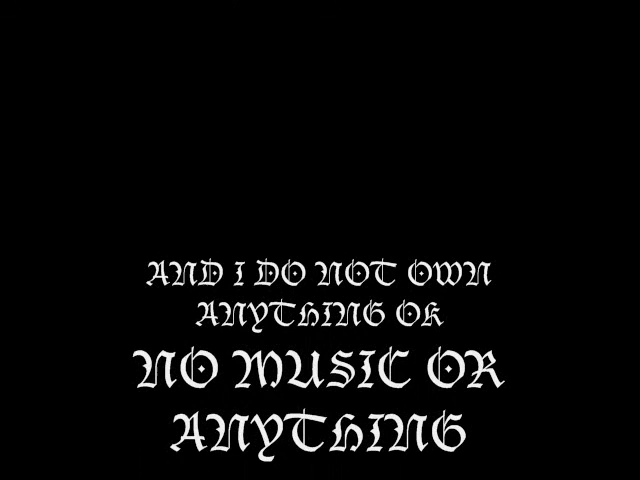 AND I DO NOT OWN
ANYTHING OK
NO MUSIC OR
ANYTHING